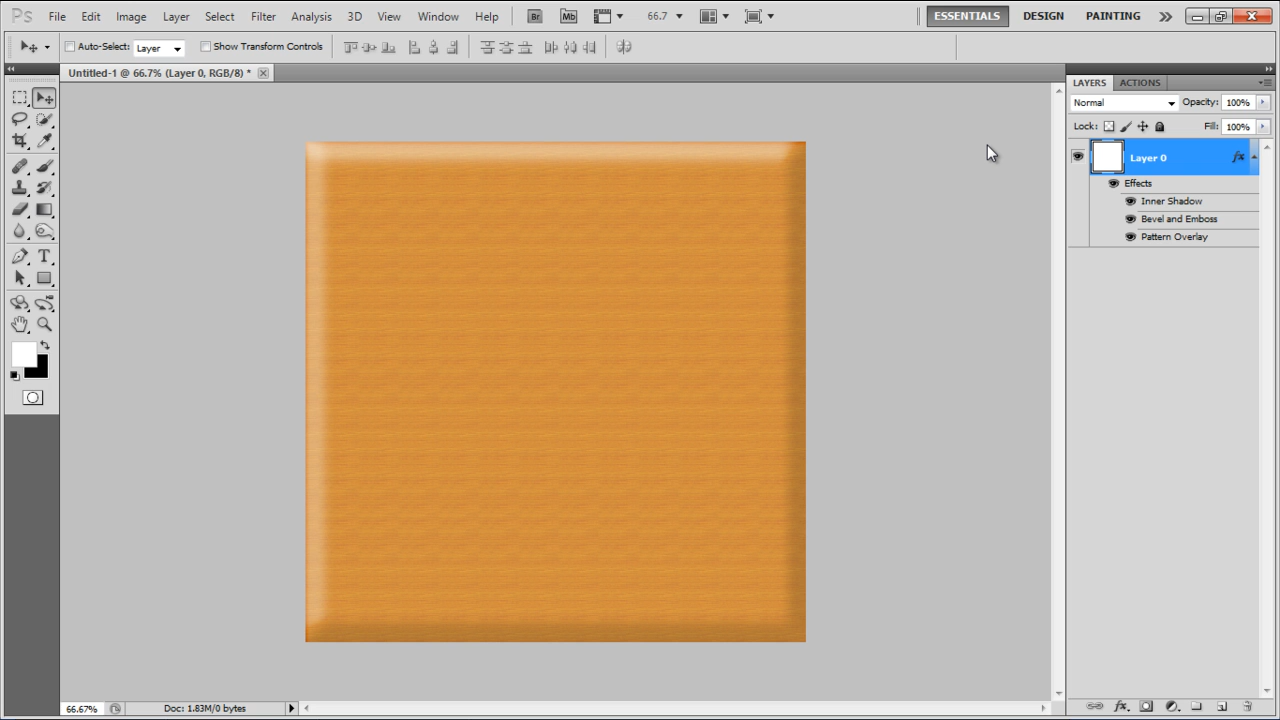 Ps File Edit Image Layer Select Filter Analysis 3D View Window Help Br Mb 66.7 ESSENTIALS DESIGN PAINTING
Auto-Select: Layer Show Transform Controls
Untitled-1 @ 66.7% (Layer 0, RGB/8) *
LAYERS ACTIONS
Normal Opacity: 100%
Lock: Fill: 100%
Layer 0 fx
Effects
Inner Shadow
Bevel and Emboss
Pattern Overlay
T
66.67% Doc: 1.83M/0 bytes
fx